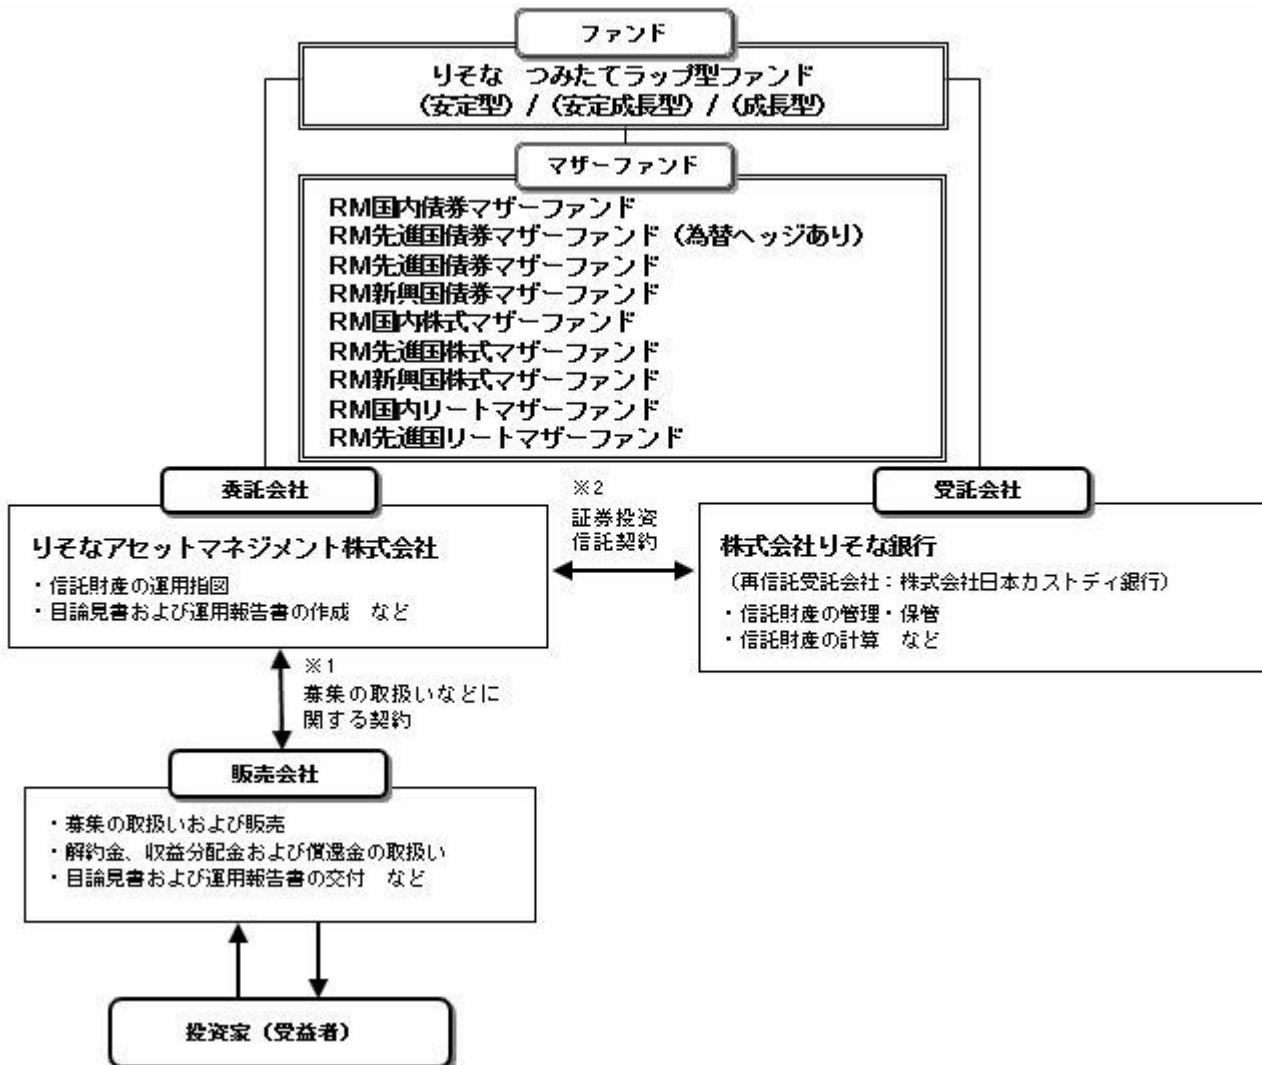 ファンド
りそな つみたてラップ型ファンド
(安定型) / (安定成長型) / (成長型)
マザーファンド
RM国内債券マザーファンド
RM先進国債券マザーファンド(為替ヘッジあり)
RM先進国債券マザーファンド
RM新興国債券マザーファンド
RM国内株式マザーファンド
RM先進国株式マザーファンド
RM新興国株式マザーファンド
RM国内リートマザーファンド
RM先進国リートマザーファンド
委託会社
りそなアセットマネジメント株式会社
・信託財産の運用指図
・目論見書および運用報告書の作成 など
※2
証券投資
信託契約
受託会社
株式会社りそな銀行
(再信託受託会社:株式会社日本カストディ銀行)
・信託財産の管理・保管
・信託財産の計算 など
※1
募集の取扱いなどに
関する契約
販売会社
・募集の取扱いおよび販売
・解約金、収益分配金および償還金の取扱い
・目論見書および運用報告書の交付 など
投資家(受益者)